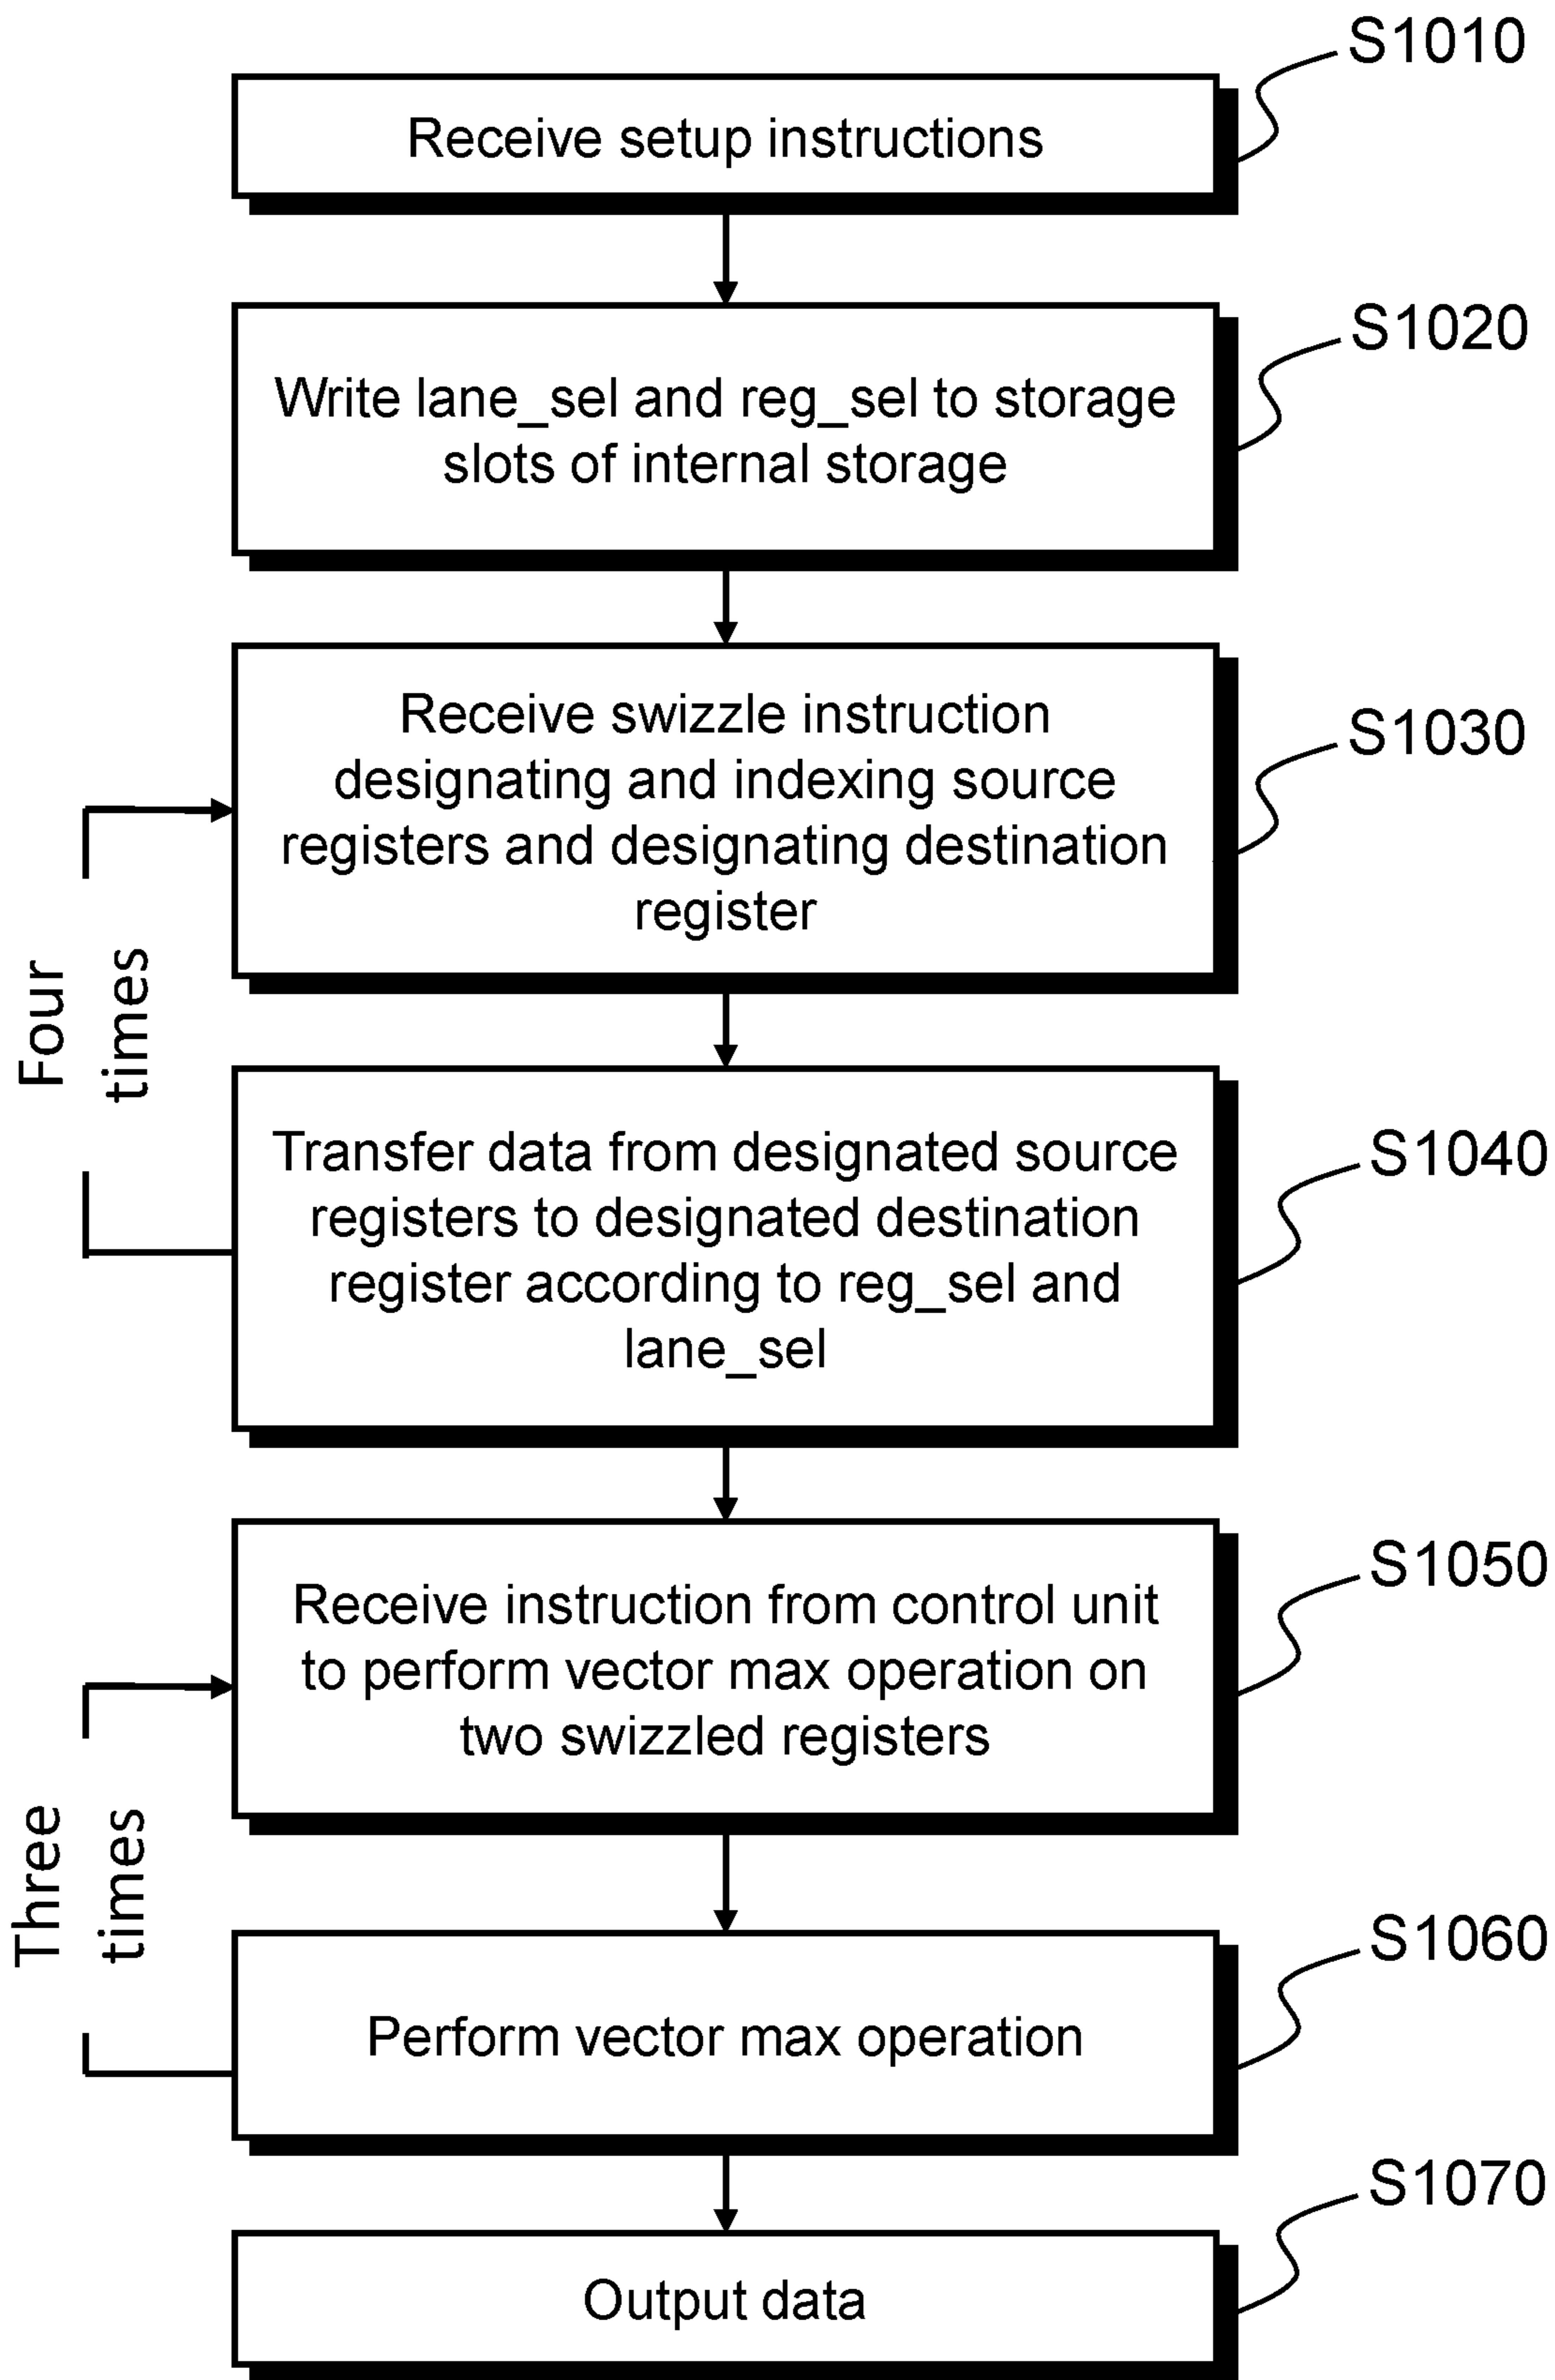 S1010
Receive setup instructions
S1020
Write lane_sel and reg_sel to storage
slots of internal storage
S1030
Receive swizzle instruction
designating and indexing source
registers and designating destination
register
Four
times
S1040
Transfer data from designated source
registers to designated destination
register according to reg_sel and
lane_sel
S1050
Receive instruction from control unit
to perform vector max operation on
two swizzled registers
Three
times
S1060
Perform vector max operation
S1070
Output data